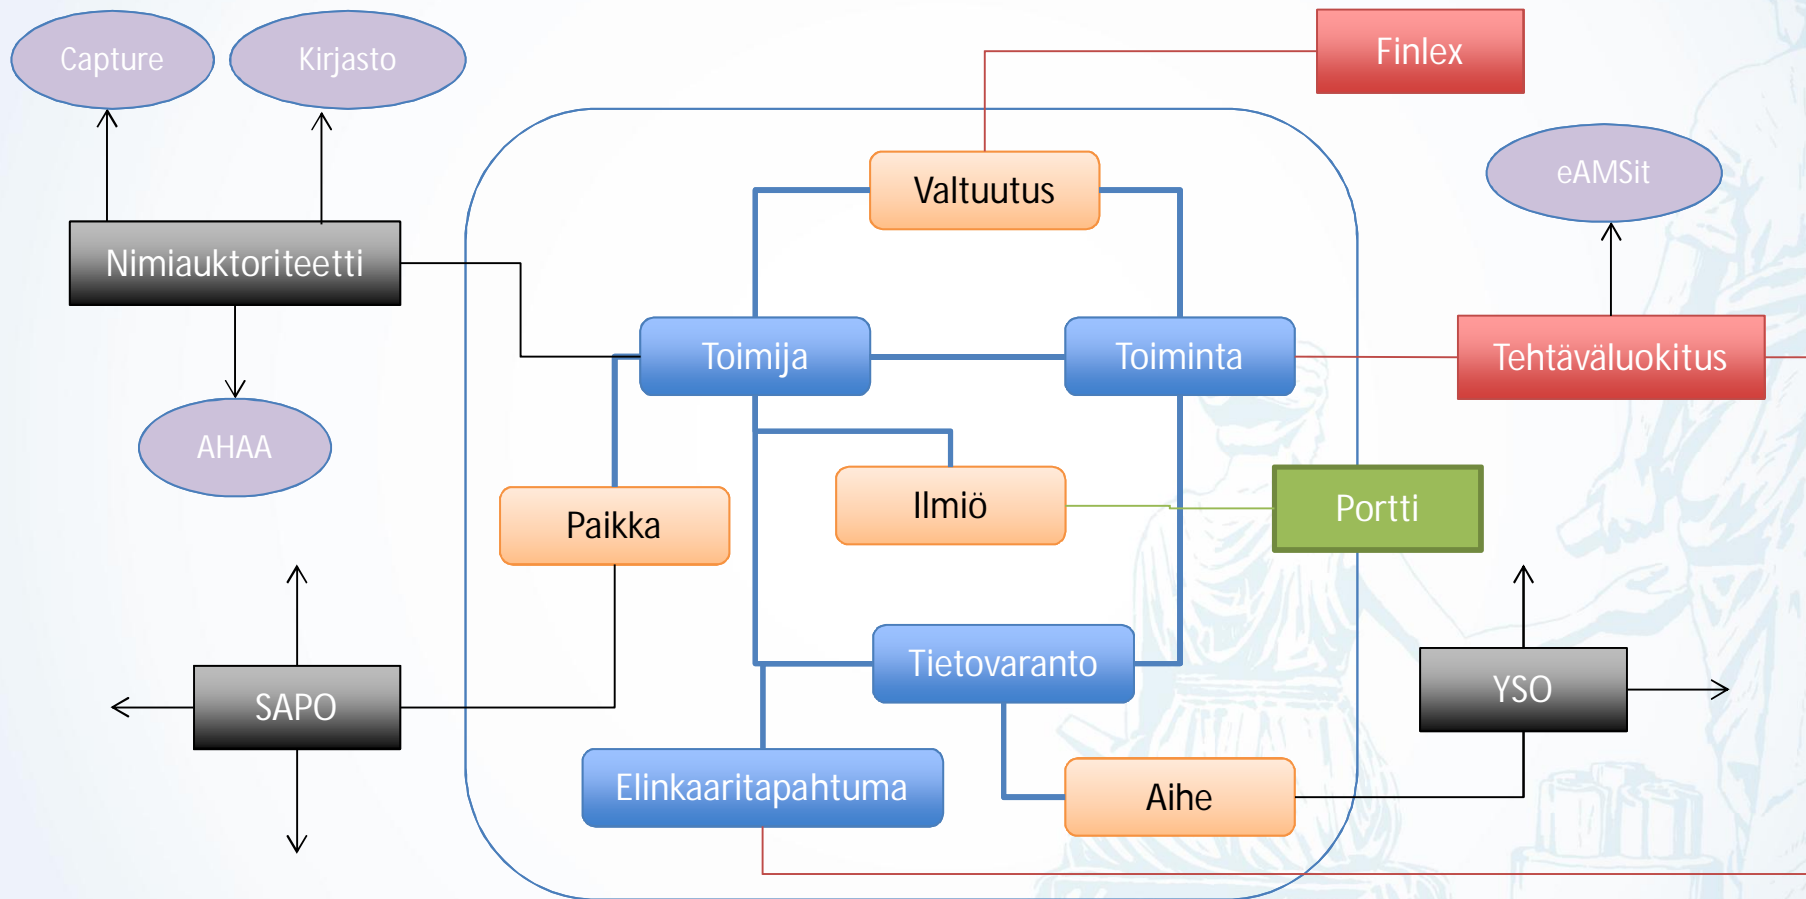 Capture
Kirjasto
Finlex
eAMSit
Valtuutus
Nimiauktoriteetti
Toimija
Toiminta
Tehtäväluokitus
AHAA
Ilmiö
Portti
Paikka
Tietovaranto
SAPO
YSO
Elinkaaritapahtuma
Aihe